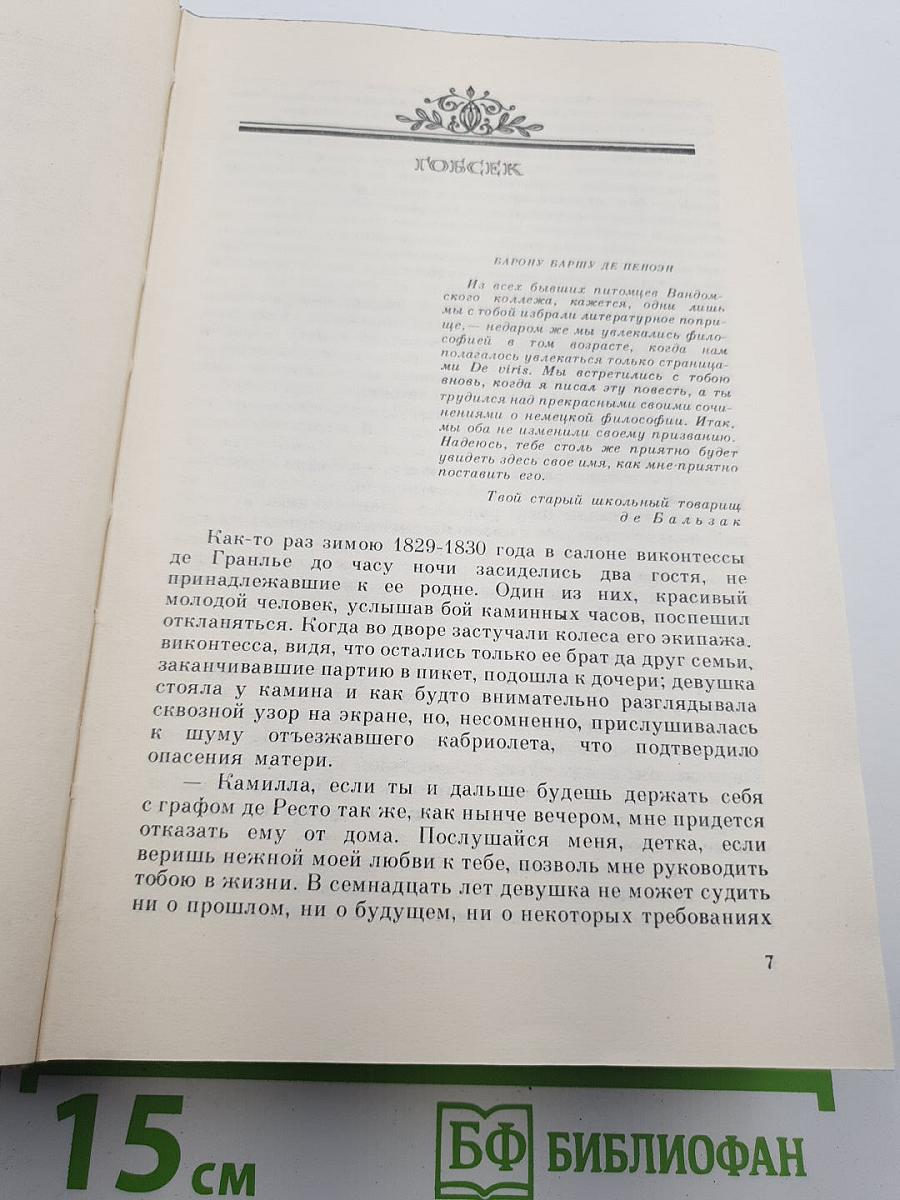 ГОБСЕК
БАРОНУ БАРШУ ДЕ ПЕНОЭН
Из всех бывших питомцев Вандом-
ского коллежа, кажется, одни лишь
мы с тобой избрали литературное попри-
ще,— недаром же мы увлекались фило-
софией в том возрасте, когда нам
полагалось увлекаться только страница-
ми De viris. Мы встретились с тобою
вновь, когда я писал эту повесть, а ты
трудился над прекрасными своими сочи-
нениями о немецкой философии. Итак,
мы оба не изменили своему призванию.
Надеюсь, тебе столь же приятно будет
увидеть здесь свое имя, как мне приятно
поставить его.
Твой старый школьный товарищ
де Бальзак
Как-то раз зимою 1829-1830 года в салоне виконтессы
де Гранлье до часу ночи засиделись два гостя, не
принадлежавшие к ее родне. Один из них, красивый
молодой человек, услышав бой каминных часов, поспешил
откланяться. Когда во дворе застучали колеса его экипажа,
виконтесса, видя, что остались только ее брат да друг семьи,
заканчивавшие партию в пикет, подошла к дочери; девушка
стояла у камина и как будто внимательно разглядывала
сквозной узор на экране, но, несомненно, прислушивалась
к шуму отъезжавшего кабриолета, что подтвердило
опасения матери.
— Камилла, если ты и дальше будешь держать себя
с графом де Ресто так же, как нынче вечером, мне придется
отказать ему от дома. Послушайся меня, детка, если
веришь нежной моей любви к тебе, позволь мне руководить
тобою в жизни. В семнадцать лет девушка не может судить
ни о прошлом, ни о будущем, ни о некоторых требованиях
7
15 см
БФ БИБЛИОФАН